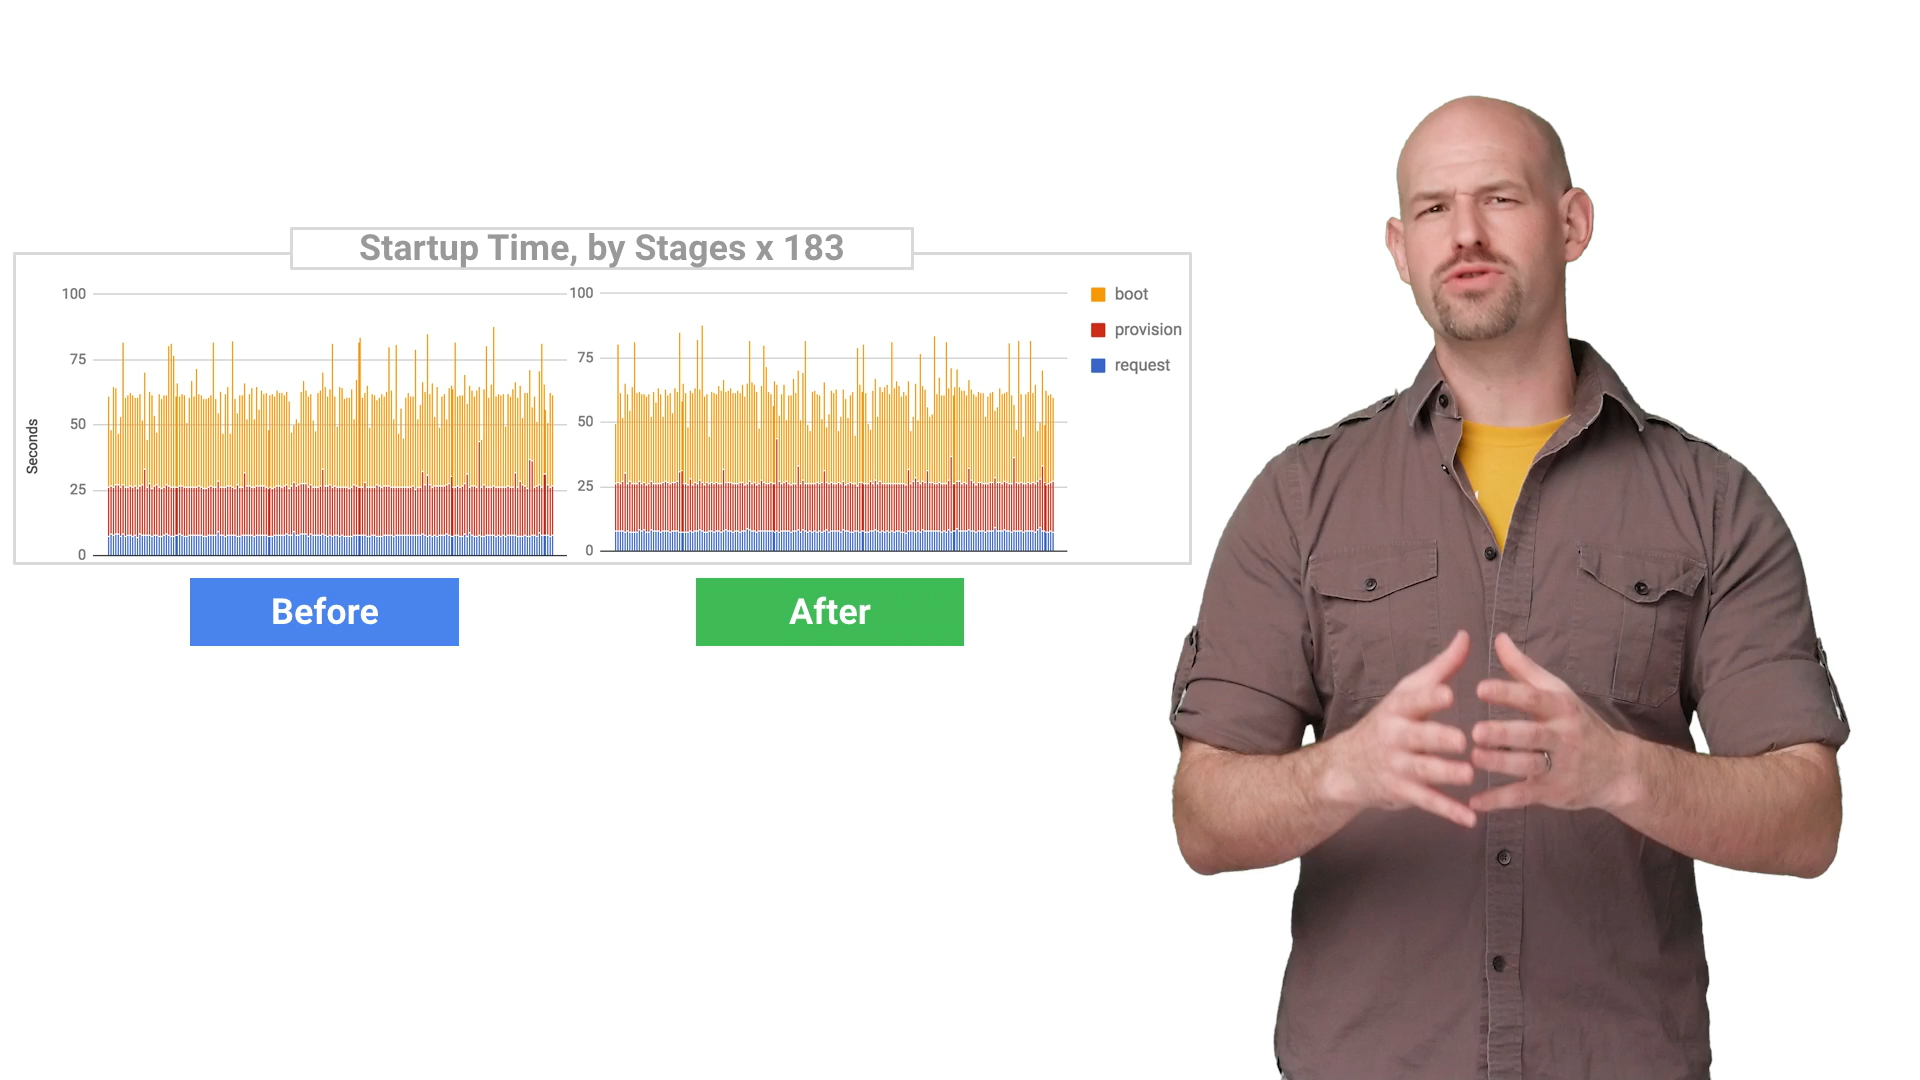 Startup Time, by Stages x 183
100
75
50
25
0
Seconds
100
75
50
25
0
boot
provision
request
Before
After